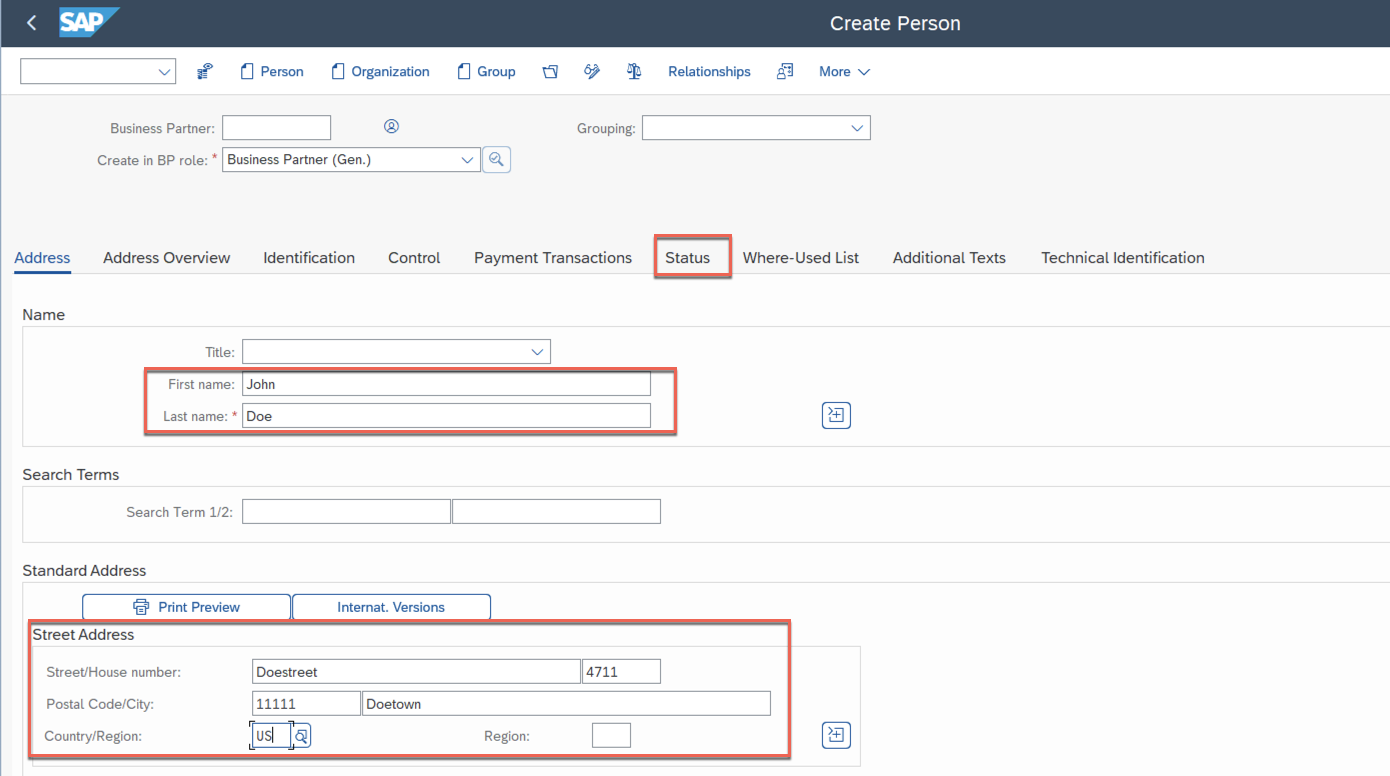 SAP Create Person
Person Organization Group Relationships More
Business Partner: Grouping:
Create in BP role: * Business Partner (Gen.)
Address Address Overview Identification Control Payment Transactions Status Where-Used List Additional Texts Technical Identification
Name
Title:
First name: John
Last name: * Doe
Search Terms
Search Term 1/2:
Standard Address
Print Preview Internat. Versions
Street Address
Street/House number: Doestreet 4711
Postal Code/City: 11111 Doetown
Country/Region: US Region: